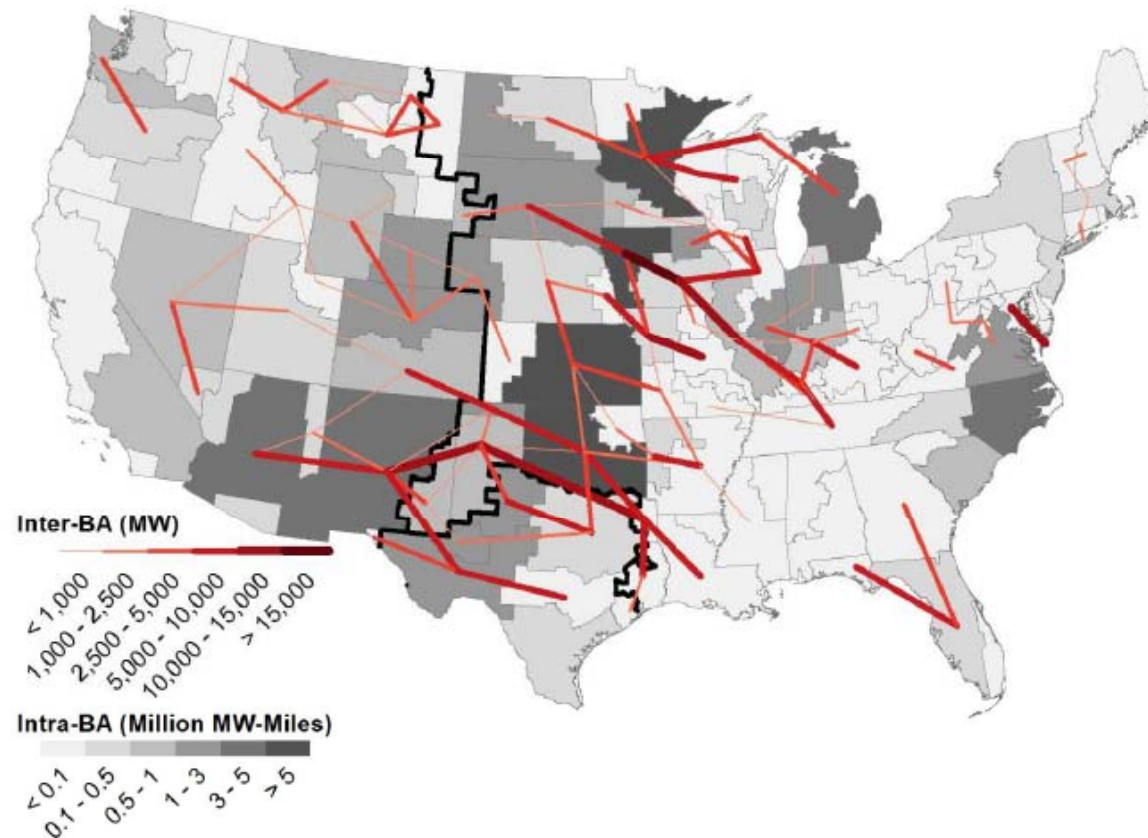 Inter-BA (MW)
< 1,000
1,000 - 2,500
2,500 - 5,000
5,000 - 10,000
10,000 - 15,000
> 15,000
Intra-BA (Million MW-Miles)
< 0.1
0.1 - 0.5
0.5 - 1
1 - 3
3 - 5
> 5